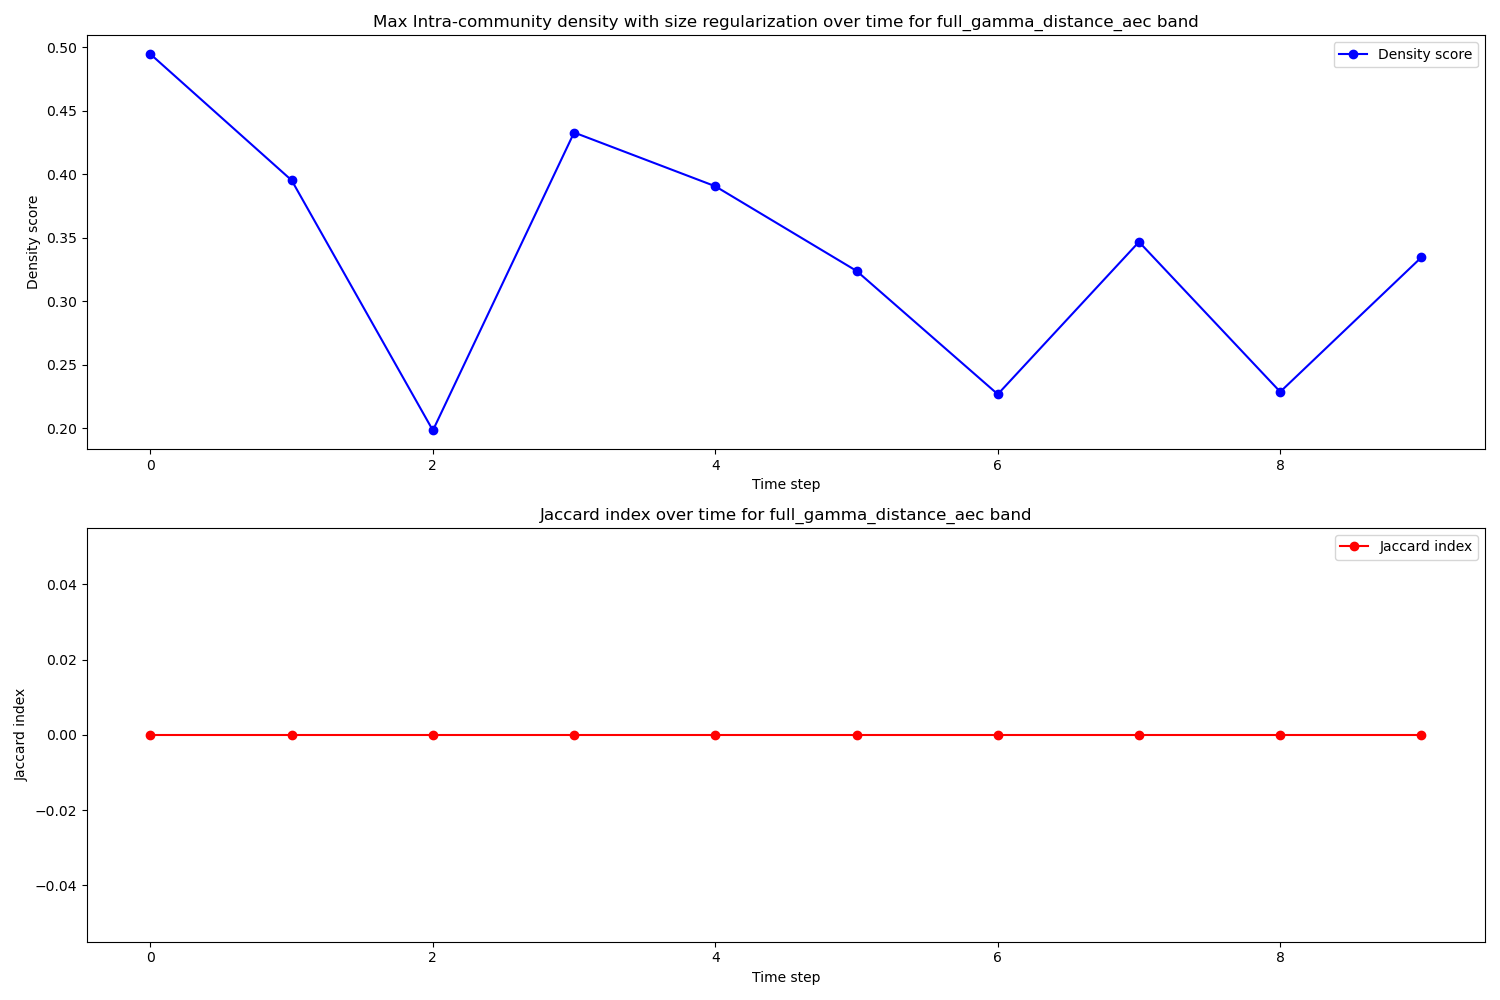 Max Intra-community density with size regularization over time for full_gamma_distance_aec band
Density score
0.50
0.45
0.40
0.35
0.30
0.25
0.20
Density score
0
2
4
6
8
Time step
Jaccard index over time for full_gamma_distance_aec band
Jaccard index
0.04
0.02
0.00
−0.02
−0.04
Jaccard index
0
2
4
6
8
Time step